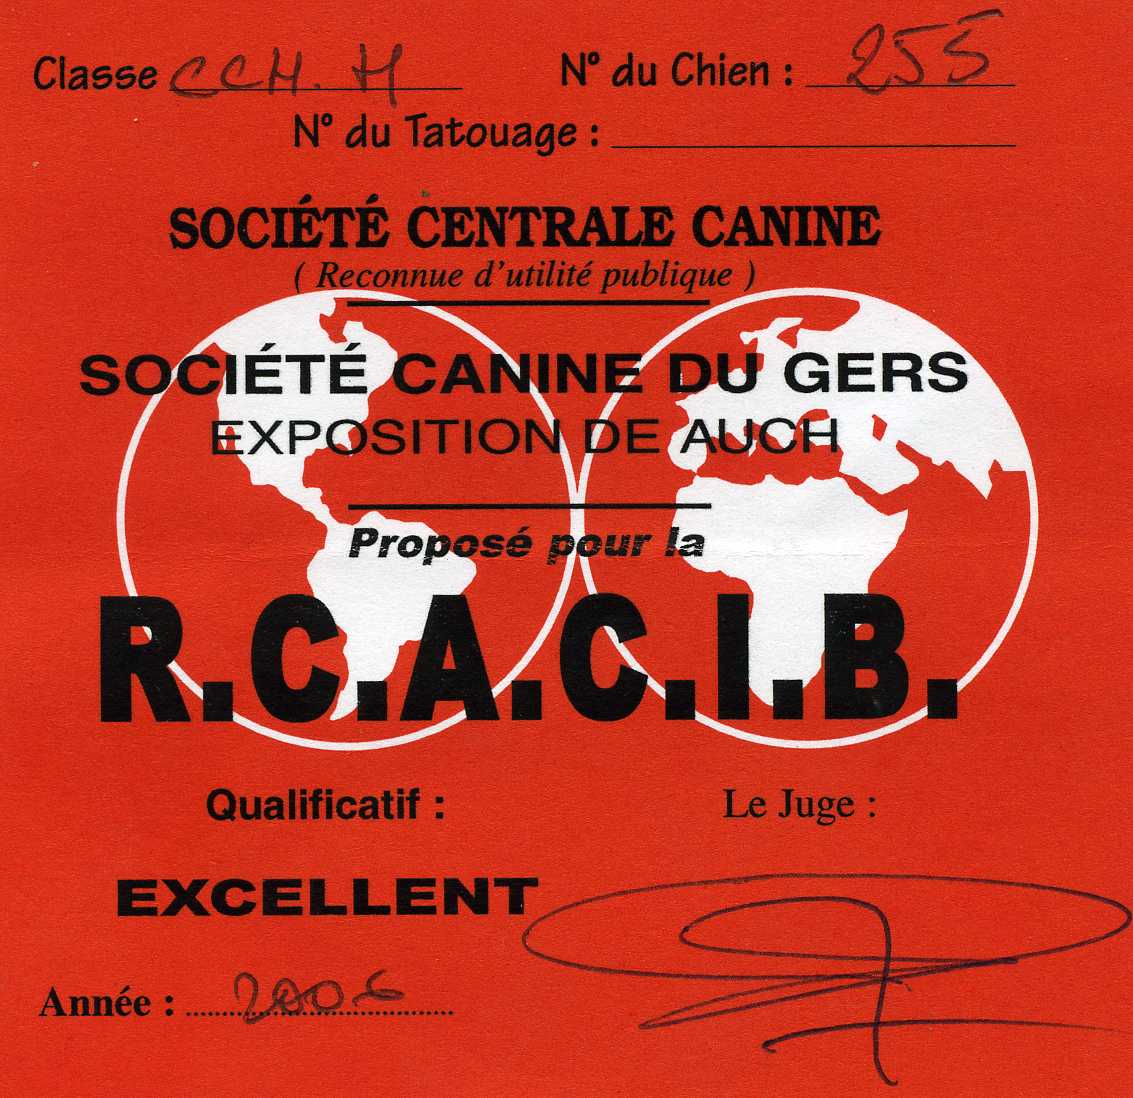 Classe CCH. M N° du Chien : 255
N° du Tatouage :
SOCIÉTÉ CENTRALE CANINE
( Reconnue d'utilité publique )
SOCIÉTÉ CANINE DU GERS
EXPOSITION DE AUCH
Proposé pour la
R.C.A.C.I.B.
Qualificatif : Le Juge :
EXCELLENT
Année : 2006